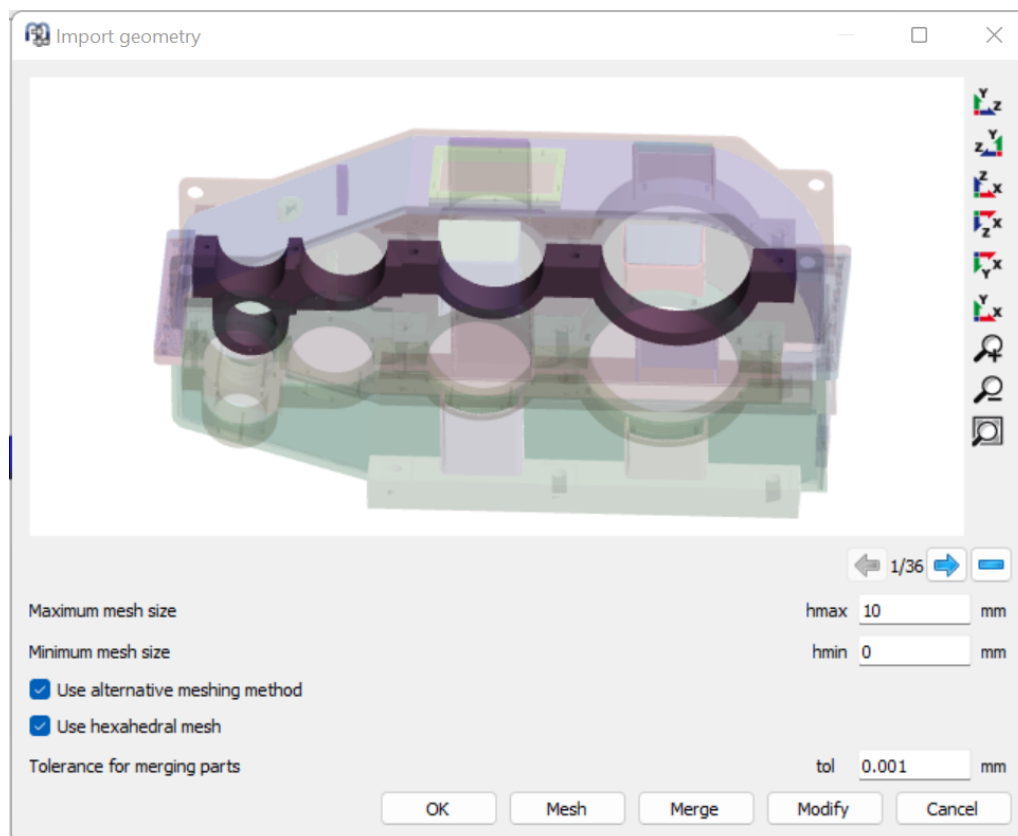 Import geometry
Y
Z
Y
Z
Z
X
X
Z
X
Y
Y
X
1/36
Maximum mesh size hmax 10 mm
Minimum mesh size hmin 0 mm
Use alternative meshing method
Use hexahedral mesh
Tolerance for merging parts tol 0.001 mm
OK Mesh Merge Modify Cancel